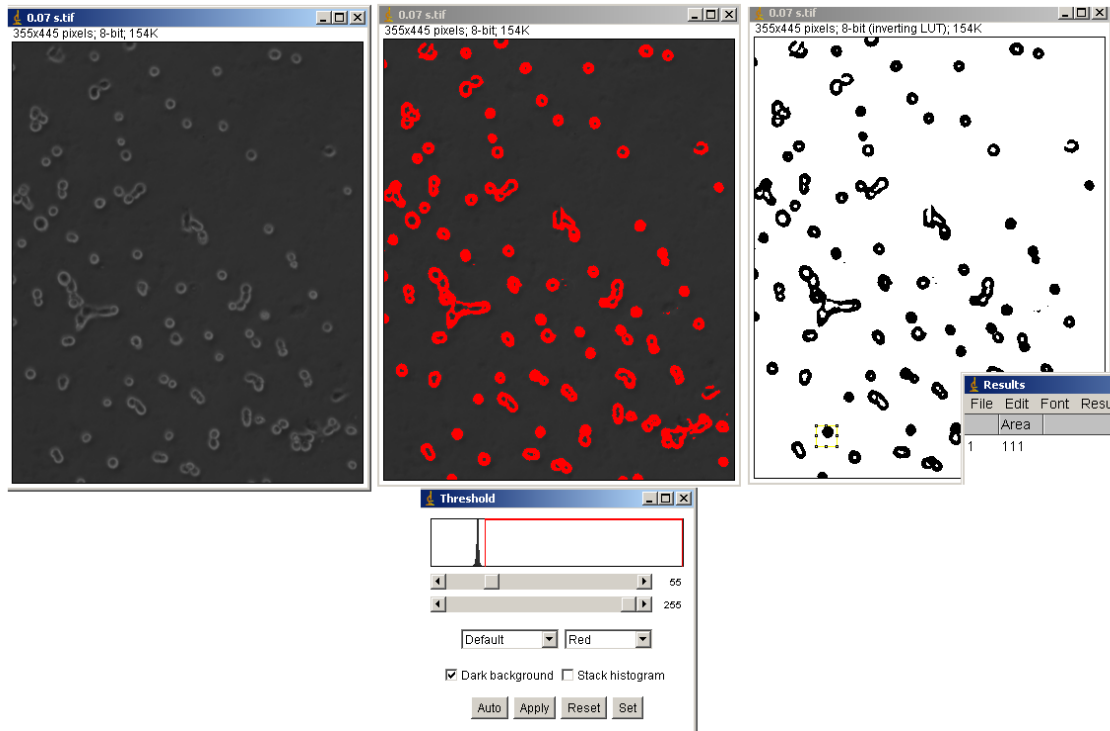 0.07 s.tif
355x445 pixels; 8-bit; 154K
0.07 s.tif
355x445 pixels; 8-bit; 154K
0.07 s.tif
355x445 pixels; 8-bit (inverting LUT); 154K
Results
File Edit Font Resu
Area
1 111
Threshold
55
255
Default Red
Dark background Stack histogram
Auto Apply Reset Set